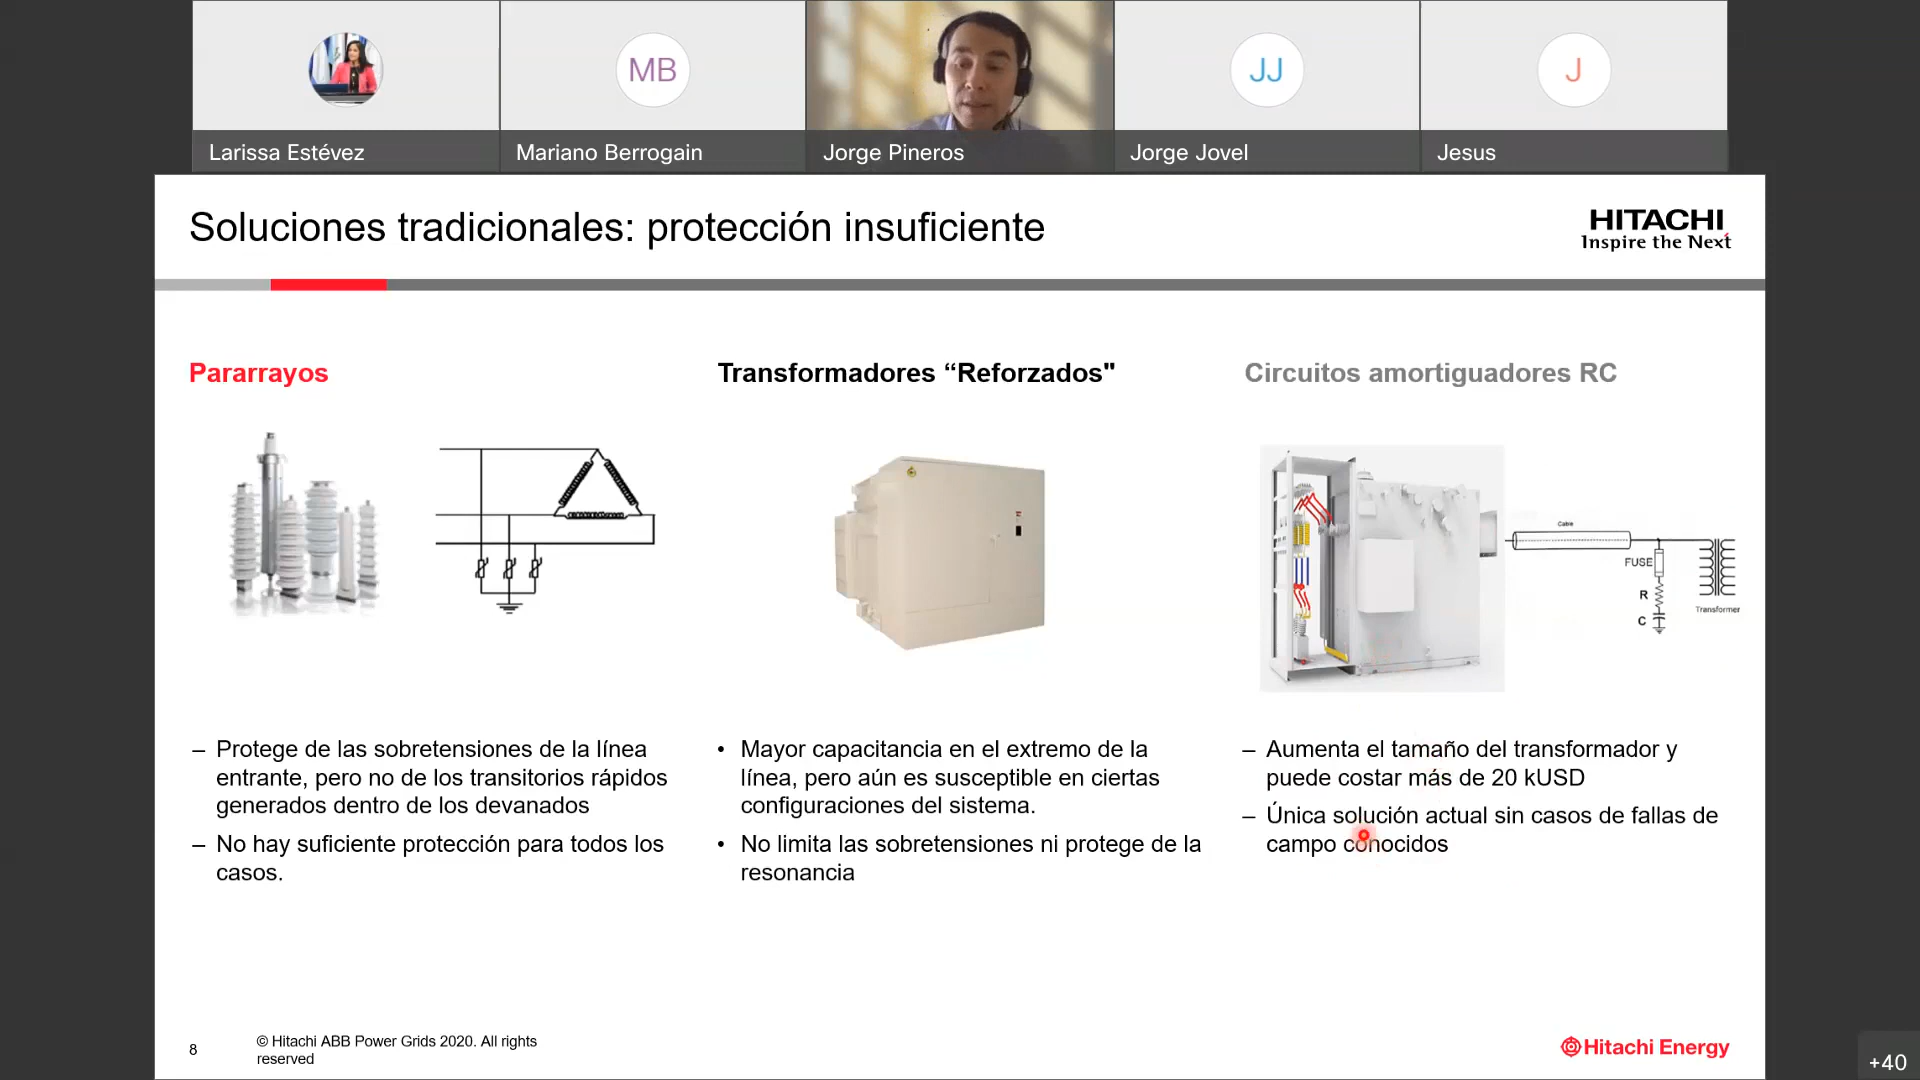 MB
JJ
J
Larissa Estévez
Mariano Berrogain
Jorge Pineros
Jorge Jovel
Jesus
Soluciones tradicionales: protección insuficiente
HITACHI
Inspire the Next
Pararrayos
Transformadores “Reforzados"
Circuitos amortiguadores RC
Cable
FUSE
R
C
Transformer
– Protege de las sobretensiones de la línea
entrante, pero no de los transitorios rápidos
generados dentro de los devanados
– No hay suficiente protección para todos los
casos.
• Mayor capacitancia en el extremo de la
línea, pero aún es susceptible en ciertas
configuraciones del sistema.
• No limita las sobretensiones ni protege de la
resonancia
– Aumenta el tamaño del transformador y
puede costar más de 20 kUSD
– Única solución actual sin casos de fallas de
campo conocidos
8
© Hitachi ABB Power Grids 2020. All rights
reserved
Hitachi Energy
+40